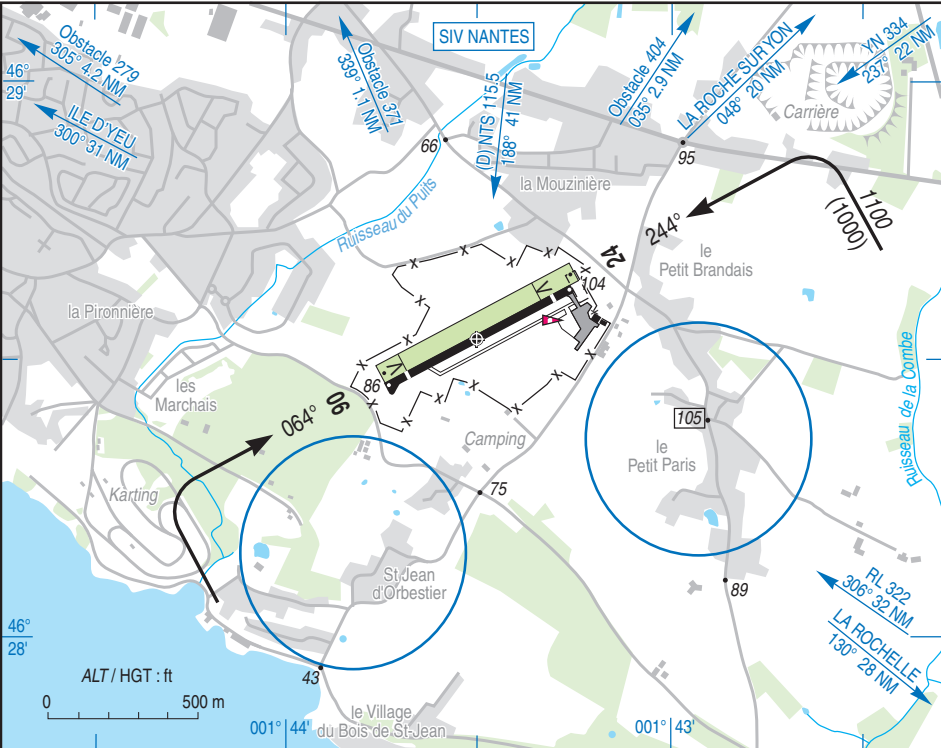 Obstacle 279
305° 4.2 NM
46°
29'
ILE D'YEU
300° 31 NM
Obstacle 371
339° 1.1 NM
SIV NANTES
(D) NTS 1115.5
188° 41 NM
Obstacle 404
035° 2.9 NM
LA ROCHE SUR YON
048° 20 NM
YN 334
237° 22 NM
Carrière
66
95
la Mouzinière
Ruisseau du Puits
1100
(1000)
244°
24
le
Petit Brandais
104
la Pironnière
86
06
064°
les
Marchais
Camping
105
le
Petit Paris
Ruisseau de la Combe
Karting
75
St Jean
d'Orbestier
89
RL 322
306° 32 NM
LA ROCHELLE
130° 28 NM
46°
28'
43
ALT / HGT : ft
0
500 m
001° 44'
le Village
du Bois de St-Jean
001° 43'